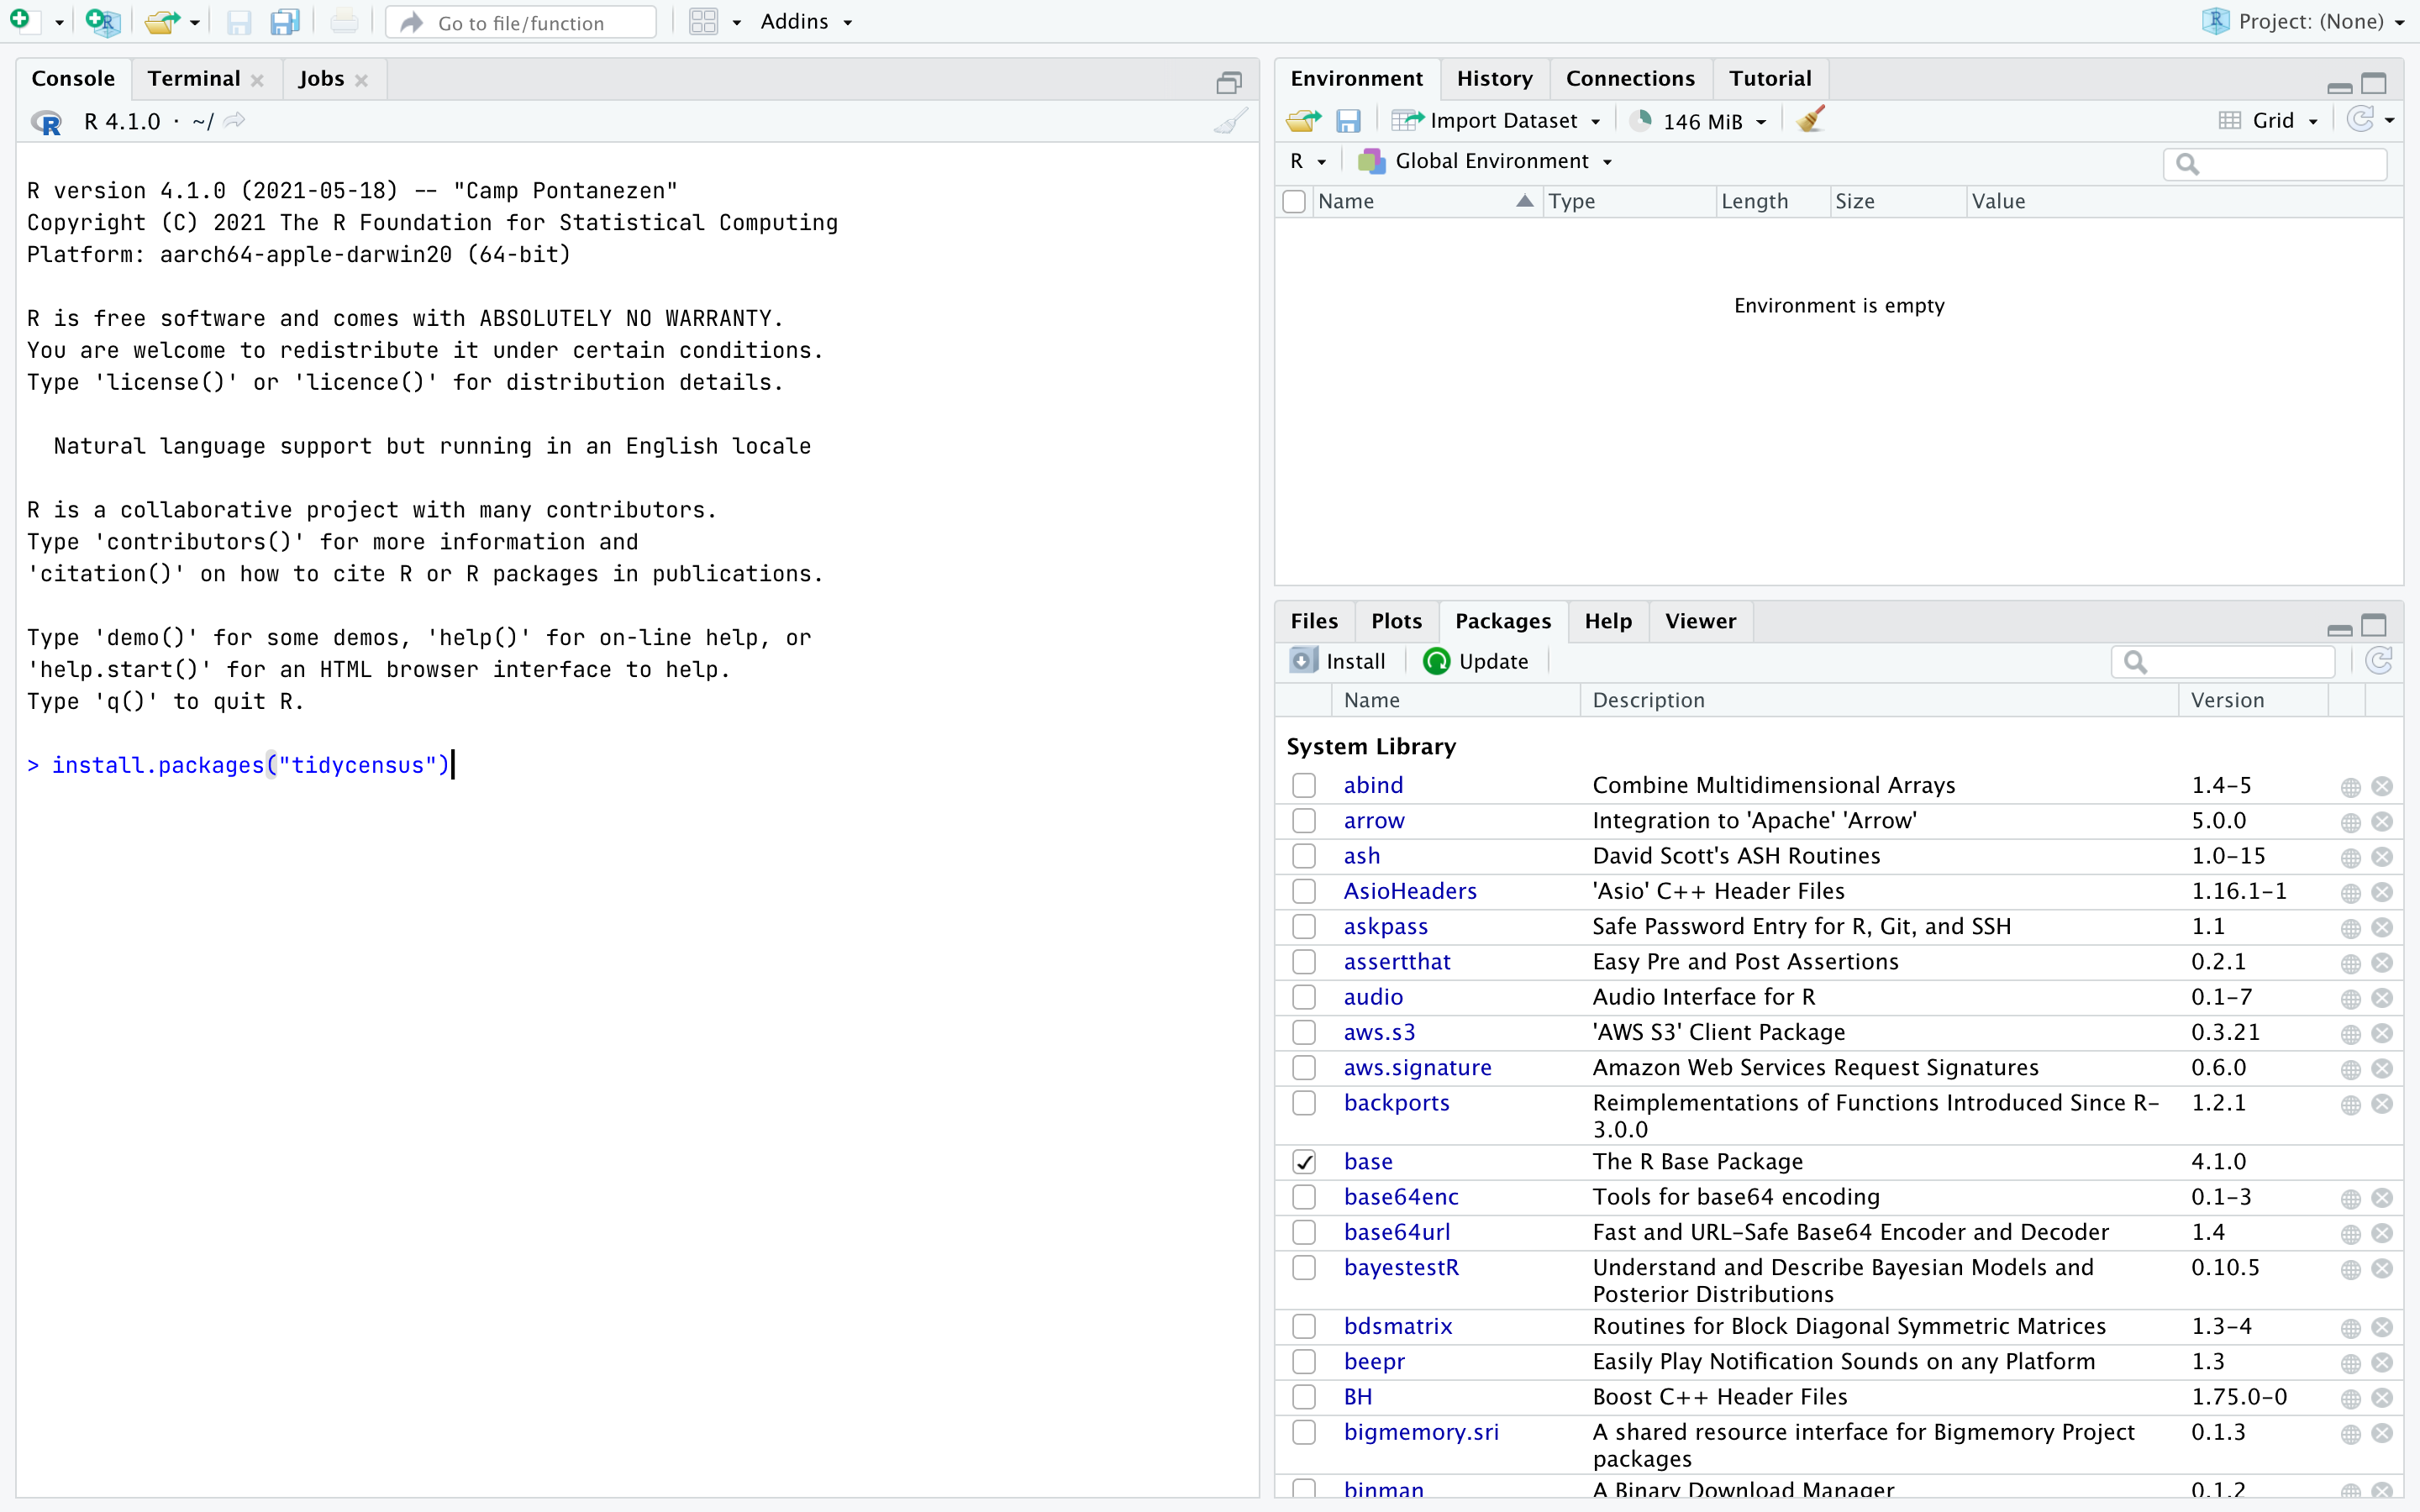 Go to file/function
Addins
Project: (None)
Console
Terminal
Jobs
R 4.1.0 · ~/
R version 4.1.0 (2021-05-18) -- "Camp Pontanezen"
Copyright (C) 2021 The R Foundation for Statistical Computing
Platform: aarch64-apple-darwin20 (64-bit)
R is free software and comes with ABSOLUTELY NO WARRANTY.
You are welcome to redistribute it under certain conditions.
Type 'license()' or 'licence()' for distribution details.
Natural language support but running in an English locale
R is a collaborative project with many contributors.
Type 'contributors()' for more information and
'citation()' on how to cite R or R packages in publications.
Type 'demo()' for some demos, 'help()' for on-line help, or
'help.start()' for an HTML browser interface to help.
Type 'q()' to quit R.
> install.packages("tidycensus")
Environment
History
Connections
Tutorial
Import Dataset
146 MiB
Grid
R
Global Environment
Name Type Length Size Value
Environment is empty
Files
Plots
Packages
Help
Viewer
Install
Update
Name Description Version
System Library
abind Combine Multidimensional Arrays 1.4-5
arrow Integration to 'Apache' 'Arrow' 5.0.0
ash David Scott's ASH Routines 1.0-15
AsioHeaders 'Asio' C++ Header Files 1.16.1-1
askpass Safe Password Entry for R, Git, and SSH 1.1
assertthat Easy Pre and Post Assertions 0.2.1
audio Audio Interface for R 0.1-7
aws.s3 'AWS S3' Client Package 0.3.21
aws.signature Amazon Web Services Request Signatures 0.6.0
backports Reimplementations of Functions Introduced Since R- 1.2.1
3.0.0
base The R Base Package 4.1.0
base64enc Tools for base64 encoding 0.1-3
base64url Fast and URL-Safe Base64 Encoder and Decoder 1.4
bayestestR Understand and Describe Bayesian Models and 0.10.5
Posterior Distributions
bdsmatrix Routines for Block Diagonal Symmetric Matrices 1.3-4
beepr Easily Play Notification Sounds on any Platform 1.3
BH Boost C++ Header Files 1.75.0-0
bigmemory.sri A shared resource interface for Bigmemory Project 0.1.3
packages
binman A Binary Download Manager 0.1.2